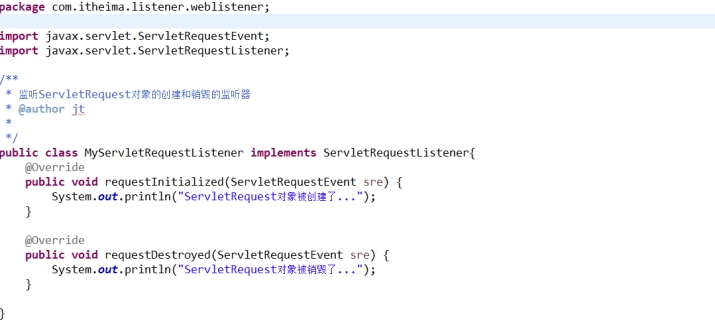 package com.itheima.listener.weblistener;
import javax.servlet.ServletRequestEvent;
import javax.servlet.ServletRequestListener;
/**
 * 监听ServletRequest对象的创建和销毁的监听器
 * @author jt
 *
 */
public class MyServletRequestListener implements ServletRequestListener{
    @Override
    public void requestInitialized(ServletRequestEvent sre) {
        System.out.println("ServletRequest对象被创建了...");
    }
    @Override
    public void requestDestroyed(ServletRequestEvent sre) {
        System.out.println("ServletRequest对象被销毁了...");
    }
}